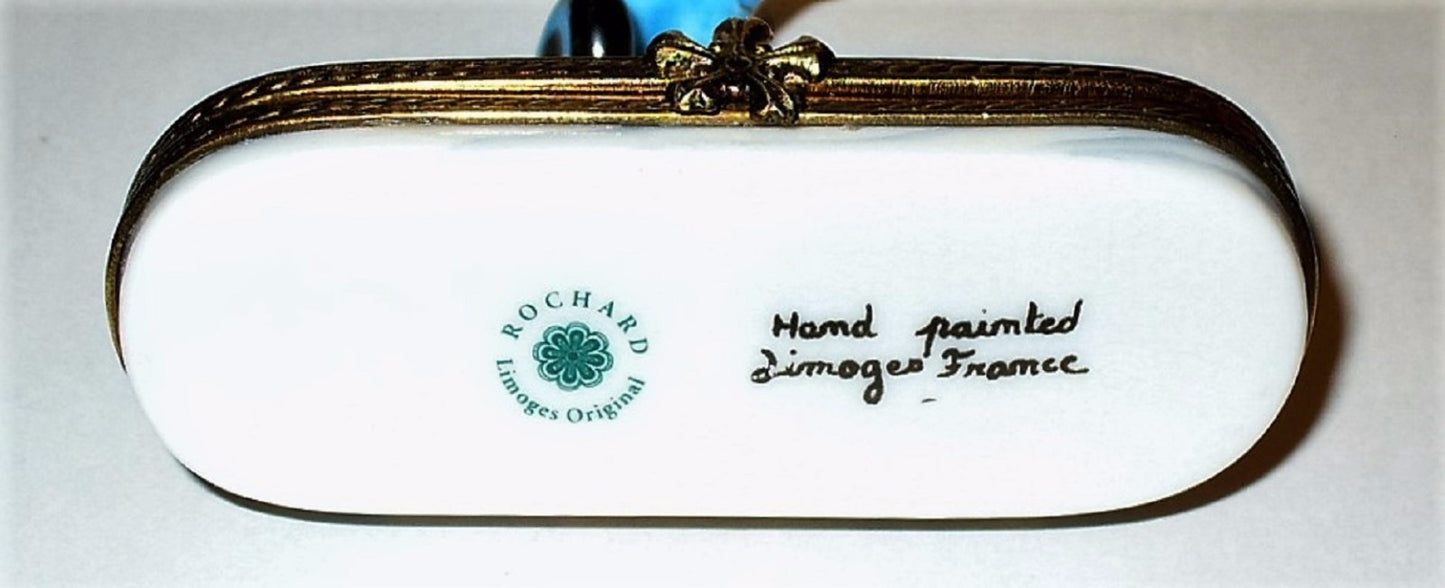 ROCHARD
Limoges Original
Hand painted
Limoges France